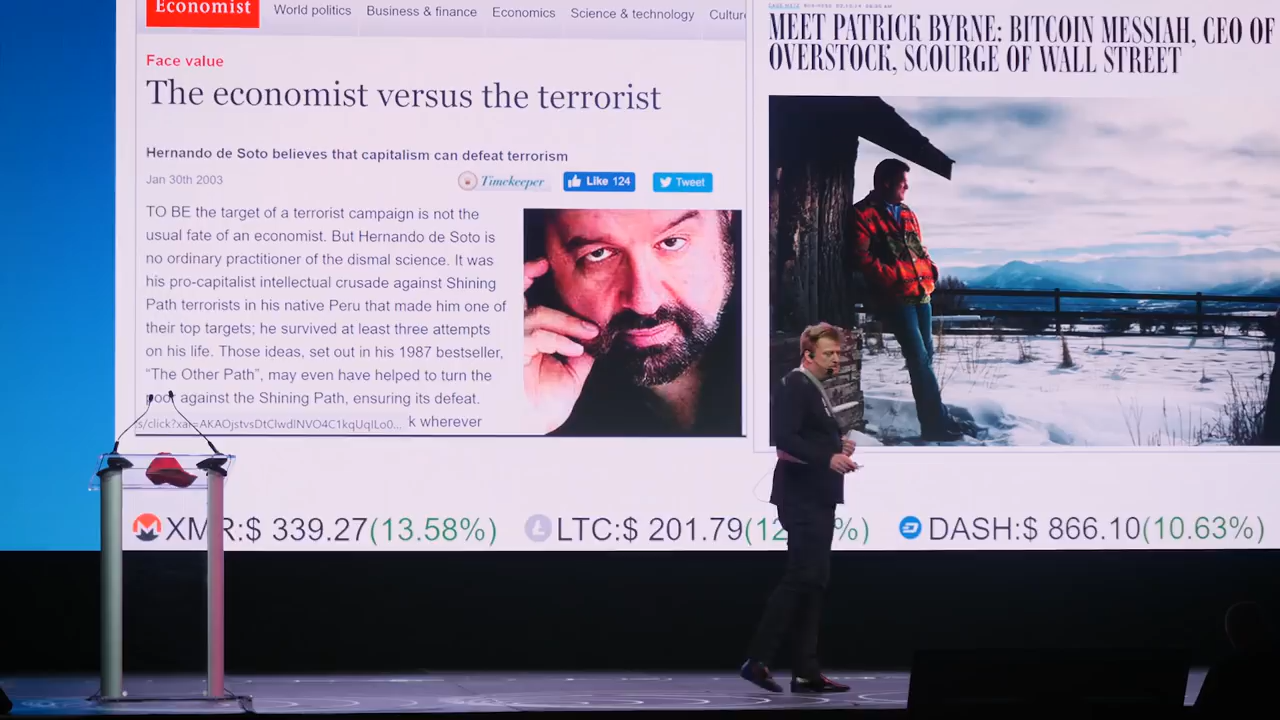 Economist
World politics
Business & finance
Economics
Science & technology
Culture
Face value
The economist versus the terrorist
Hernando de Soto believes that capitalism can defeat terrorism
Jan 30th 2003
Timekeeper
Like 124
Tweet
TO BE the target of a terrorist campaign is not the
usual fate of an economist. But Hernando de Soto is
no ordinary practitioner of the dismal science. It was
his pro-capitalist intellectual crusade against Shining
Path terrorists in his native Peru that made him one of
their top targets; he survived at least three attempts
on his life. Those ideas, set out in his 1987 bestseller,
“The Other Path”, may even have helped to turn the
poor against the Shining Path, ensuring its defeat.
k wherever
MEET PATRICK BYRNE: BITCOIN MESSIAH, CEO OF
OVERSTOCK, SCOURGE OF WALL STREET
XMR:$ 339.27(13.58%)
LTC:$ 201.79(12 %)
DASH:$ 866.10(10.63%)